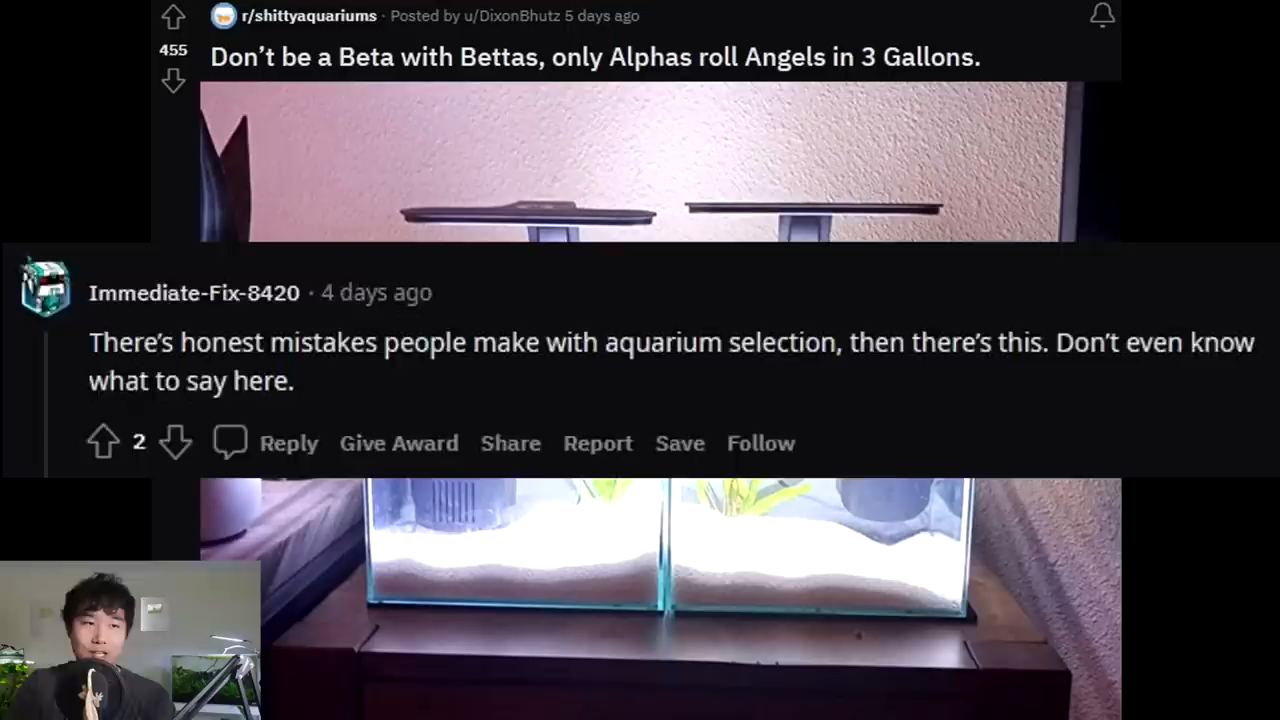 r/shittyaquariums · Posted by u/DixonBhutz 5 days ago
455
Don’t be a Beta with Bettas, only Alphas roll Angels in 3 Gallons.
Immediate-Fix-8420 · 4 days ago
There’s honest mistakes people make with aquarium selection, then there’s this. Don’t even know
what to say here.
2 Reply Give Award Share Report Save Follow